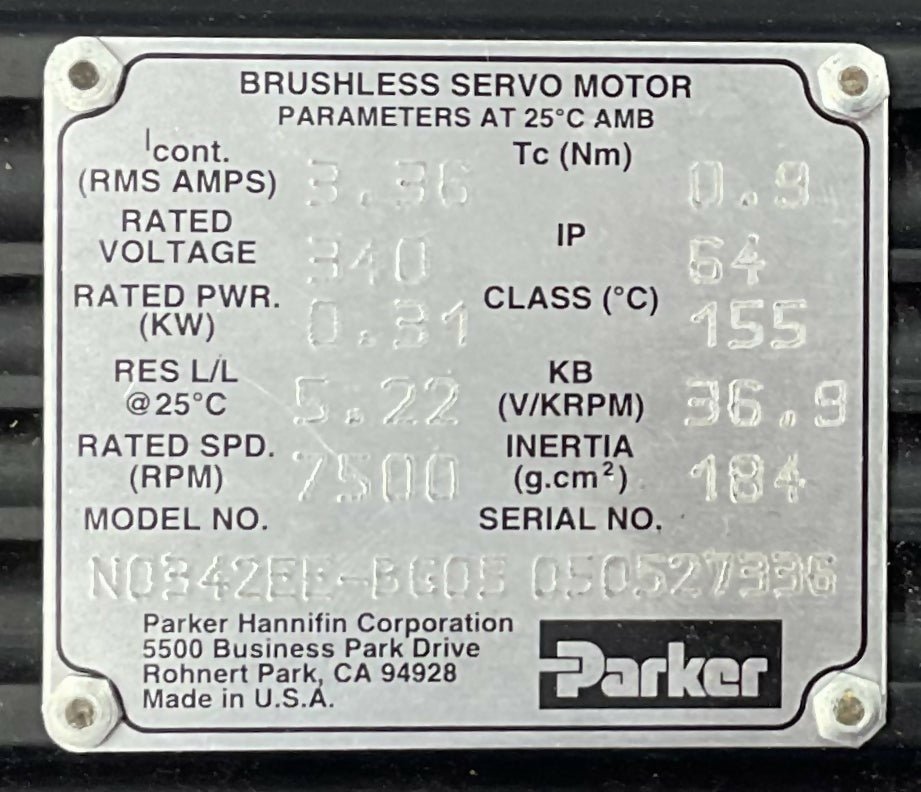 BRUSHLESS SERVO MOTOR
PARAMETERS AT 25°C AMB
Icont. (RMS AMPS) 3.36 Tc (Nm) 0.9
RATED VOLTAGE 340 IP 64
RATED PWR. (KW) 0.31 CLASS (°C) 155
RES L/L @25°C 5.22 KB (V/KRPM) 36.9
RATED SPD. (RPM) 7500 INERTIA (g.cm²) 184
MODEL NO. SERIAL NO.
050527336
Parker Hannifin Corporation
5500 Business Park Drive
Rohnert Park, CA 94928
Made in U.S.A.
Parker